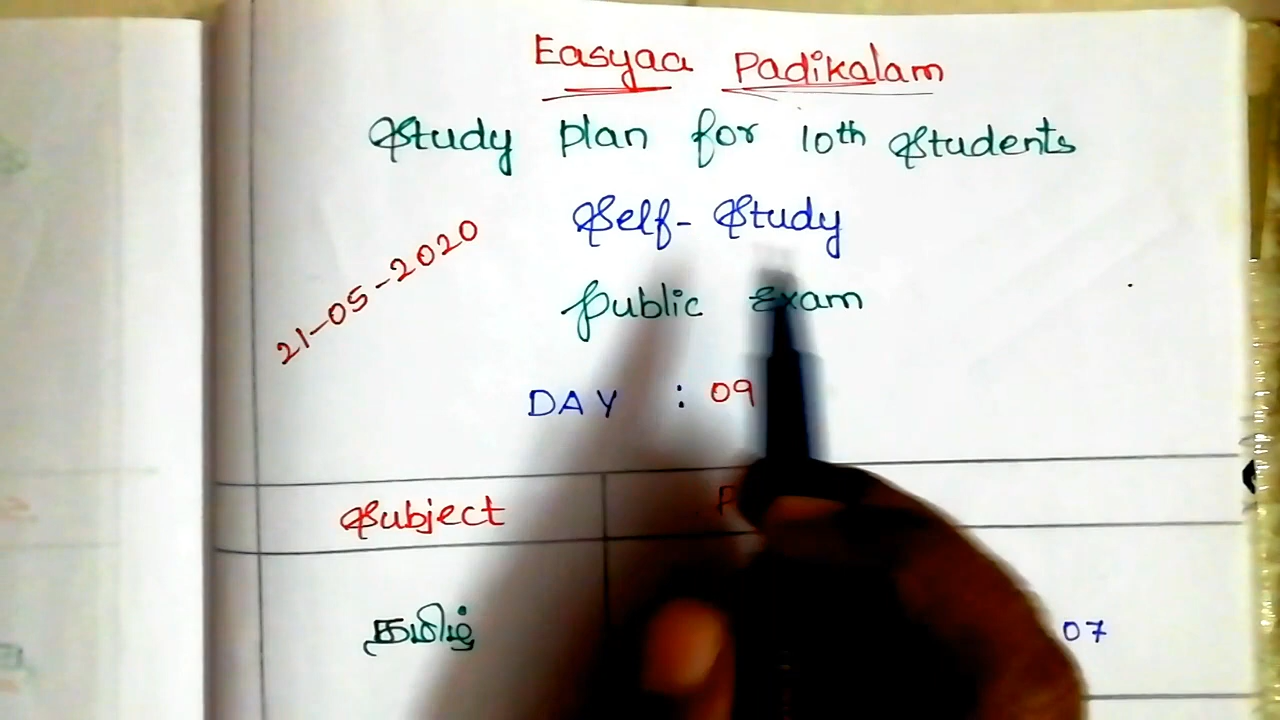 Easyaa Padikalam
Study plan for 10th Students
Self-Study
21-05-2020
Public Exam
DAY : 09
Subject
தமிழ் 07